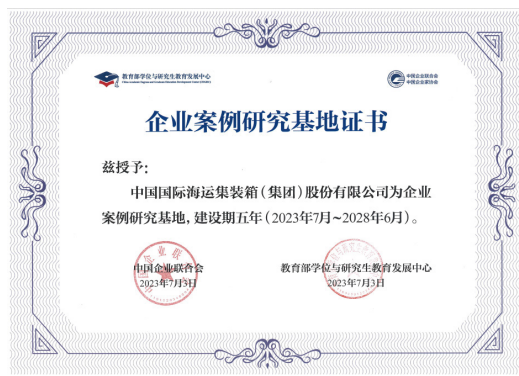 教育部学位与研究生教育发展中心
中国企业联合会
中国企业家协会
企业案例研究基地证书
兹授予：
中国国际海运集装箱（集团）股份有限公司为企业
案例研究基地，建设期五年（2023年7月～2028年6月）。
中国企业联合会
2023年7月3日
教育部学位与研究生教育发展中心
2023年7月3日